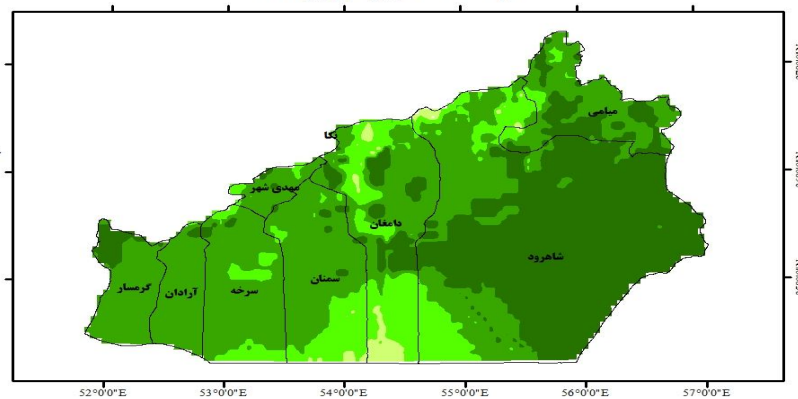 میامی
نکا
مهدی شهر
دامغان
شاهرود
سمنان
گرمسار
آرادان
سرخه
52°0'0"E
53°0'0"E
54°0'0"E
55°0'0"E
56°0'0"E
57°0'0"E